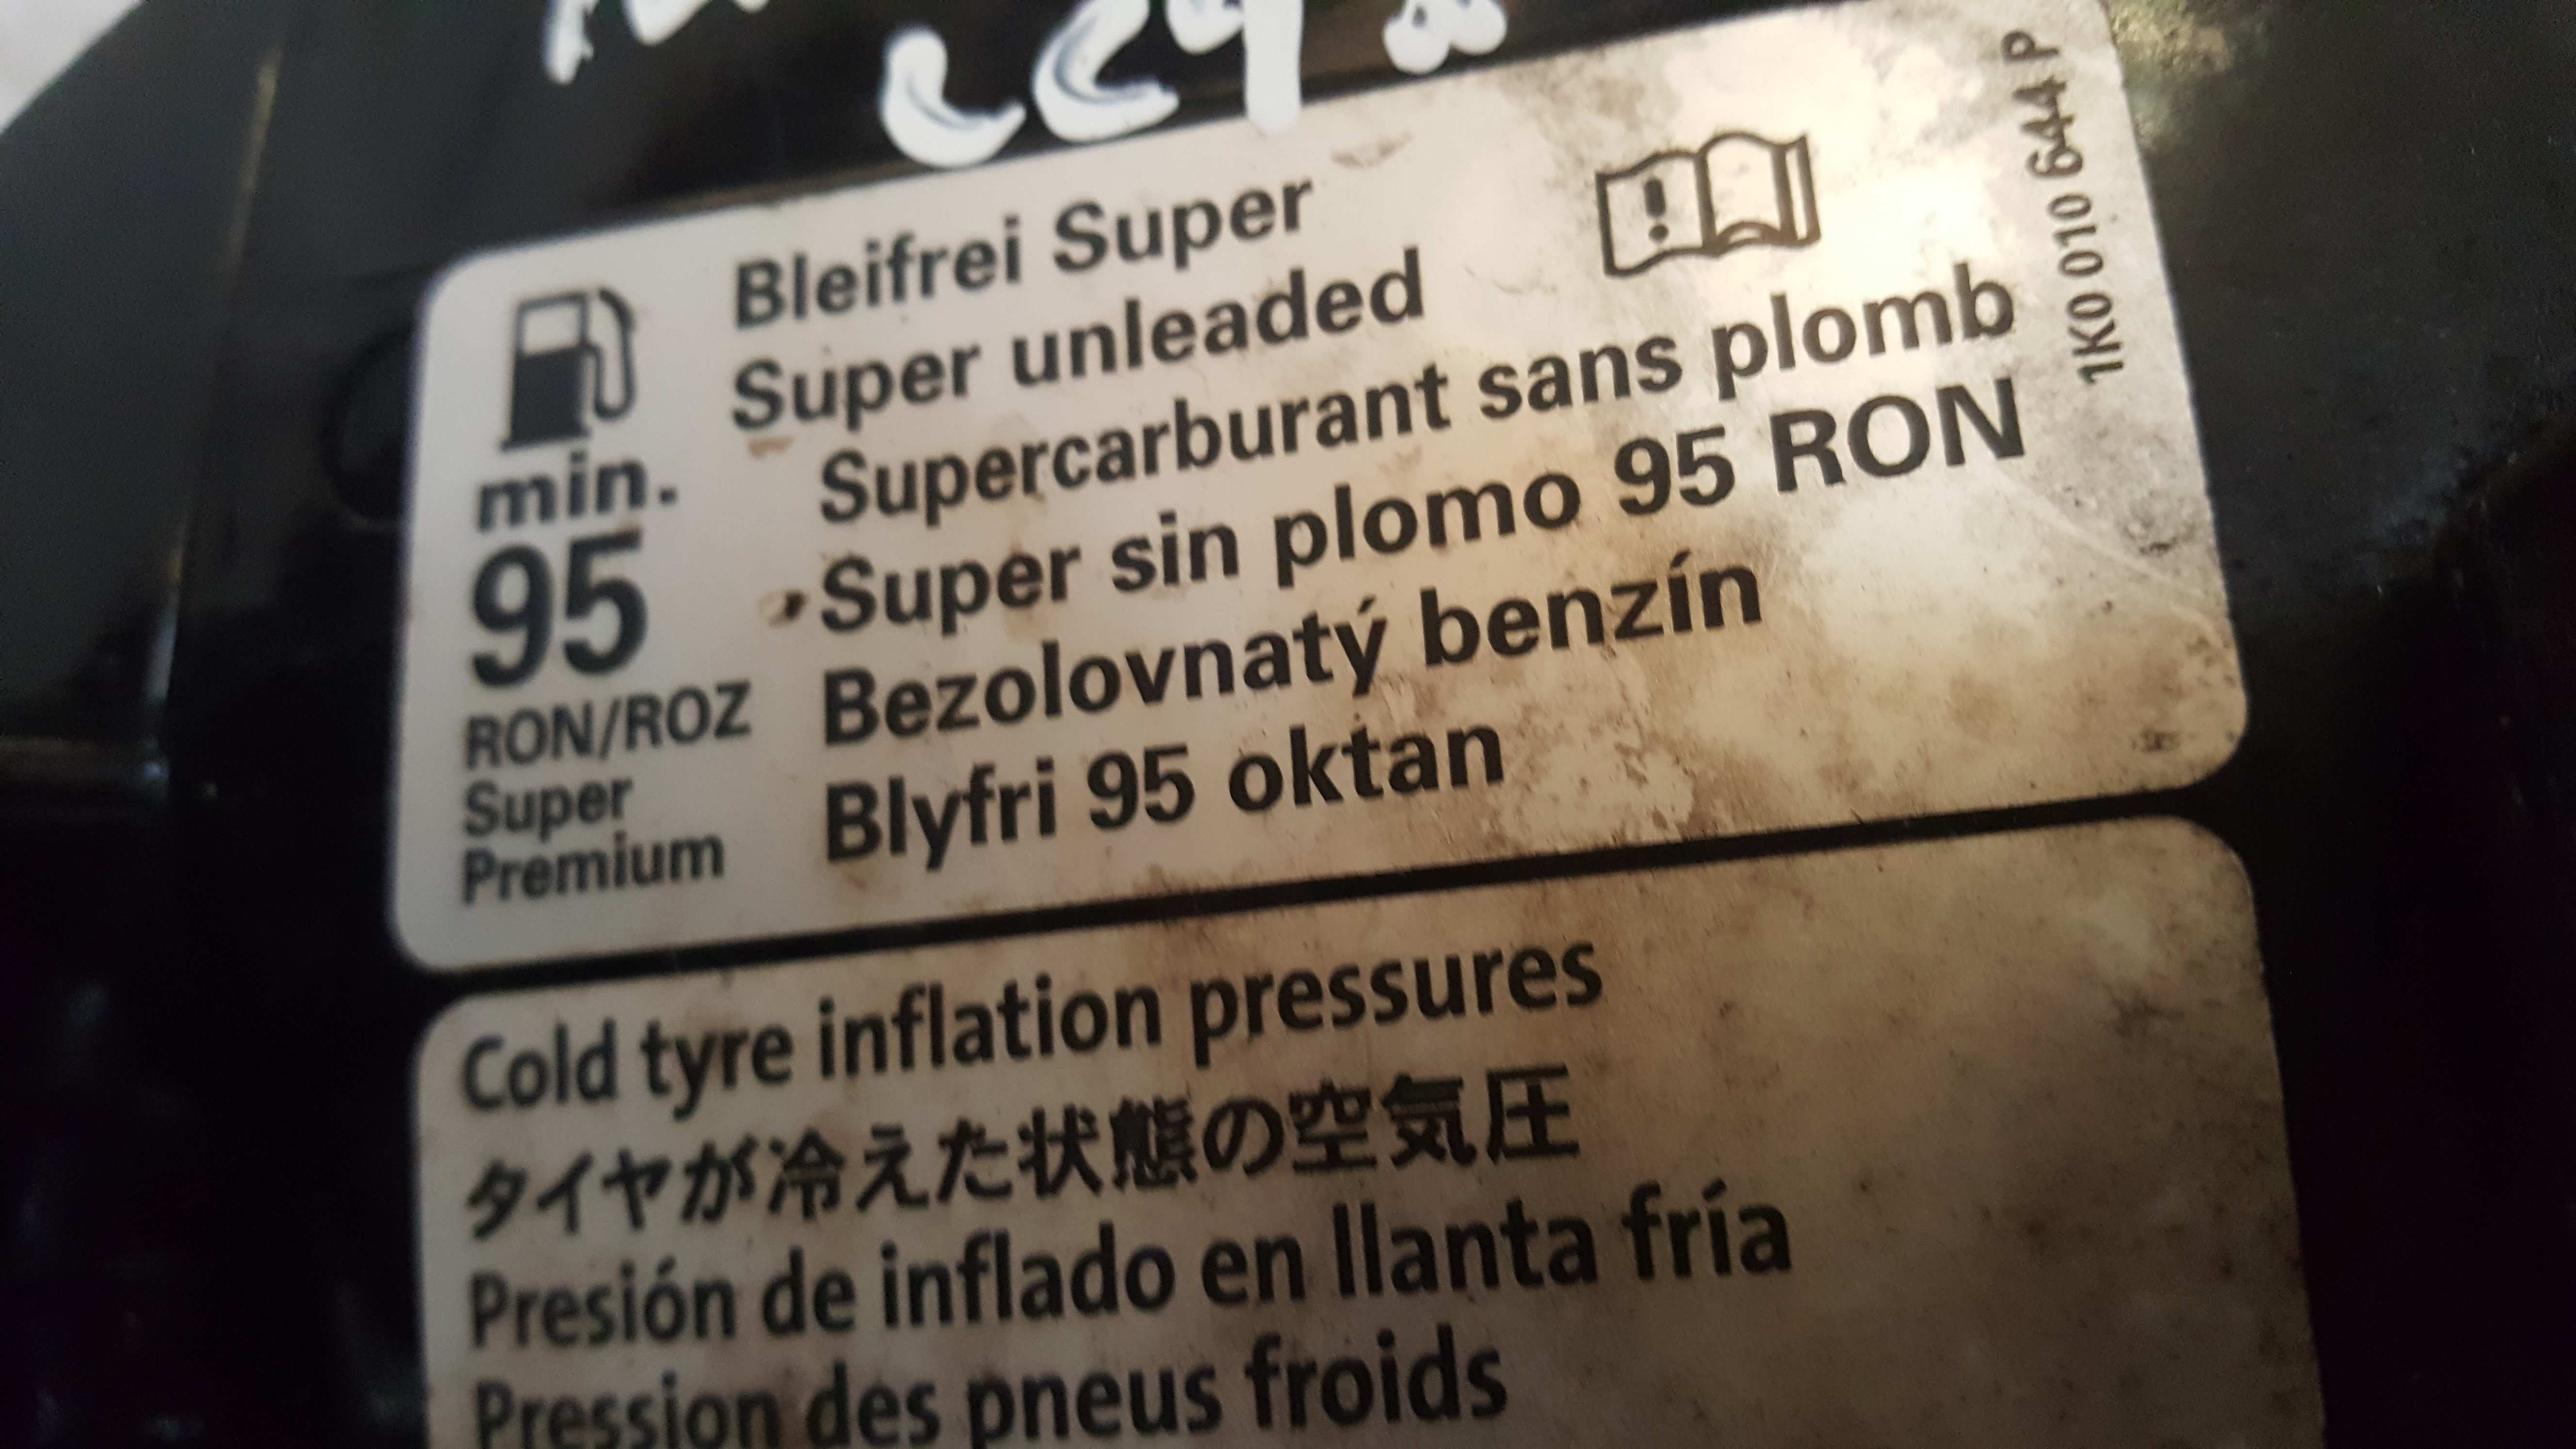 Bleifrei Super
Super unleaded
Supercarburant sans plomb
Super sin plomo 95 RON
Bezolovnatý benzín
Blyfri 95 oktan
min.
95
RON/ROZ
Super
Premium
1K0 010 644 P
Cold tyre inflation pressures
タイヤが冷えた状態の空気圧
Presión de inflado en llanta fría
Pression des pneus froids